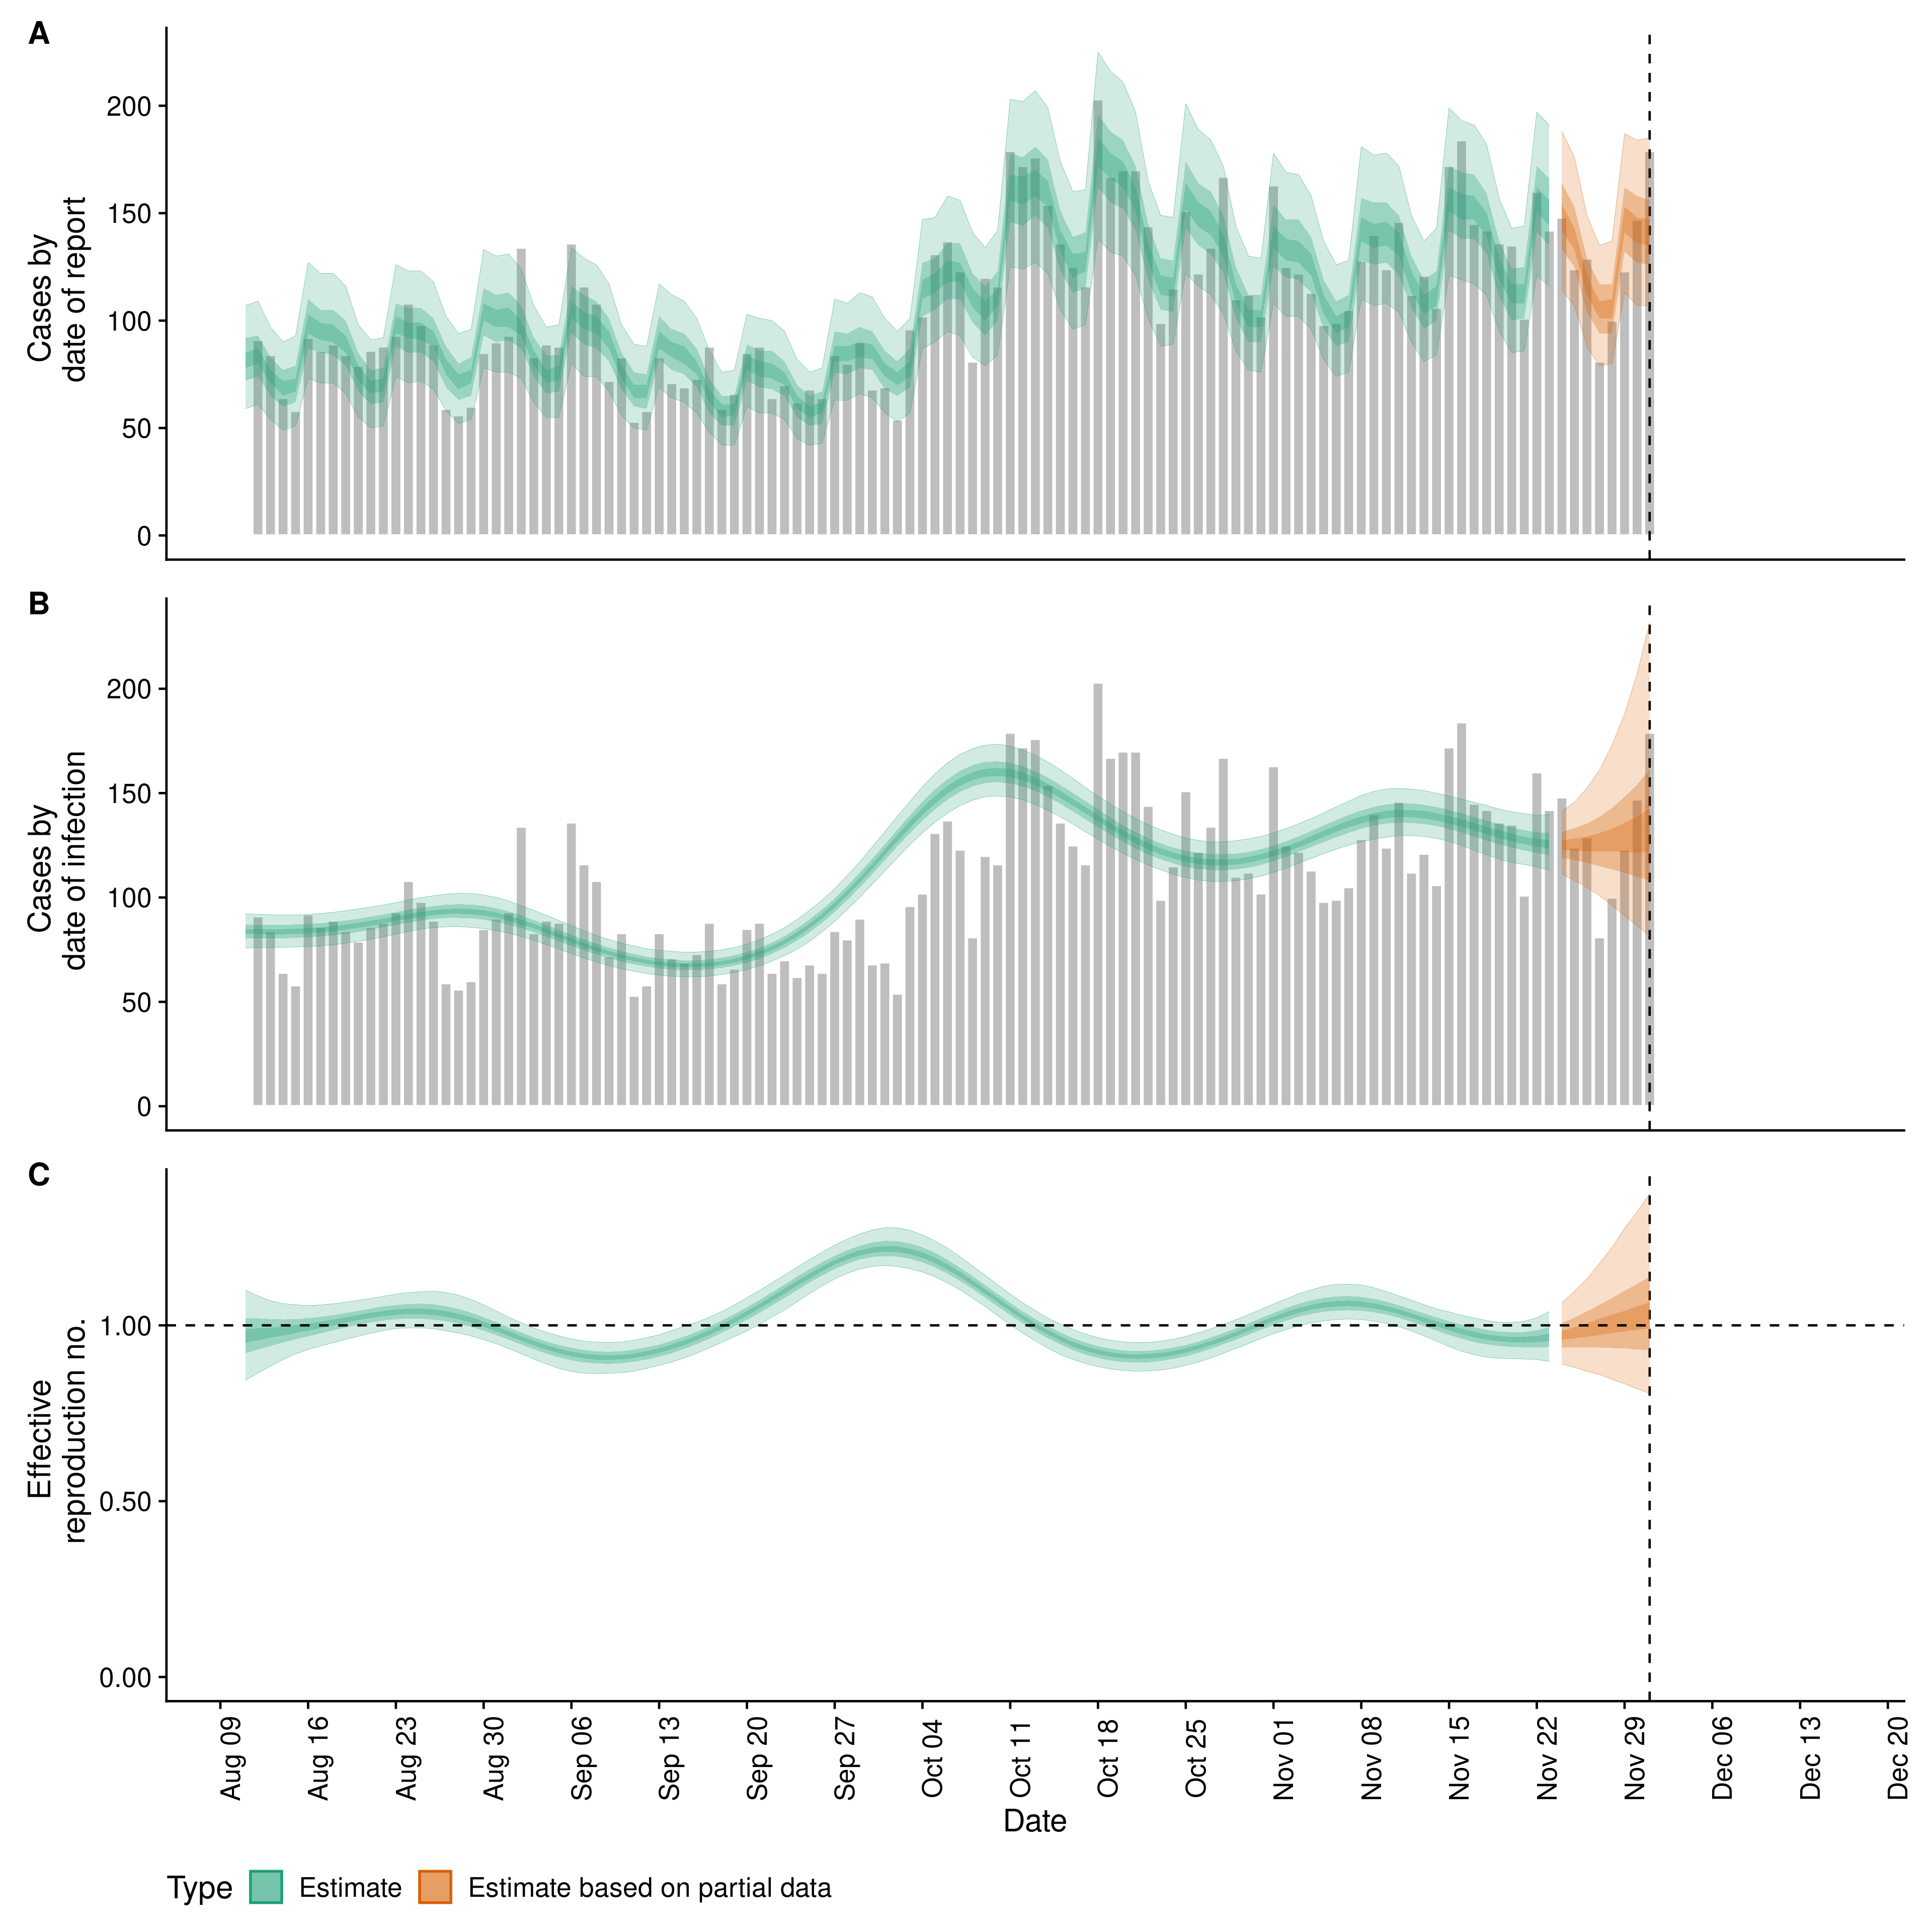 A
Cases by
date of report
200
150
100
50
0
B
Cases by
date of infection
200
150
100
50
0
C
Effective
reproduction no.
1.00
0.50
0.00
Aug 09
Aug 16
Aug 23
Aug 30
Sep 06
Sep 13
Sep 20
Sep 27
Oct 04
Oct 11
Oct 18
Oct 25
Nov 01
Nov 08
Nov 15
Nov 22
Nov 29
Dec 06
Dec 13
Dec 20
Date
Type Estimate Estimate based on partial data